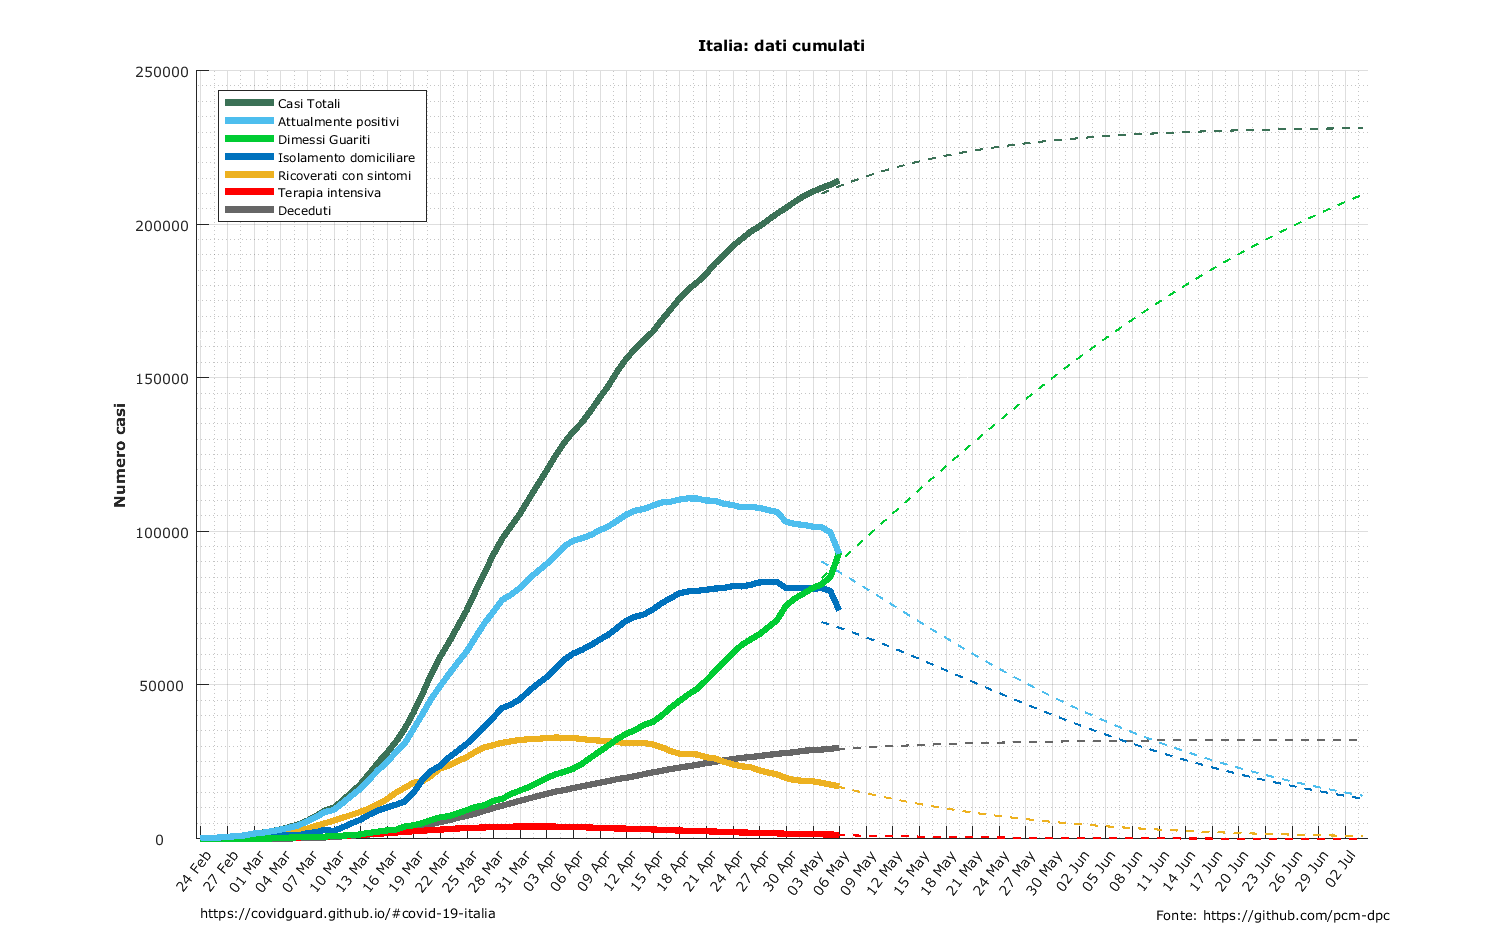 Italia: dati cumulati
250000
200000
150000
100000
50000
0
Numero casi
Casi Totali
Attualmente positivi
Dimessi Guariti
Isolamento domiciliare
Ricoverati con sintomi
Terapia intensiva
Deceduti
24 Feb
27 Feb
01 Mar
04 Mar
07 Mar
10 Mar
13 Mar
16 Mar
19 Mar
22 Mar
25 Mar
28 Mar
31 Mar
03 Apr
06 Apr
09 Apr
12 Apr
15 Apr
18 Apr
21 Apr
24 Apr
27 Apr
30 Apr
03 May
06 May
09 May
12 May
15 May
18 May
21 May
24 May
27 May
30 May
02 Jun
05 Jun
08 Jun
11 Jun
14 Jun
17 Jun
20 Jun
23 Jun
26 Jun
29 Jun
02 Jul
https://covidguard.github.io/#covid-19-italia
Fonte: https://github.com/pcm-dpc